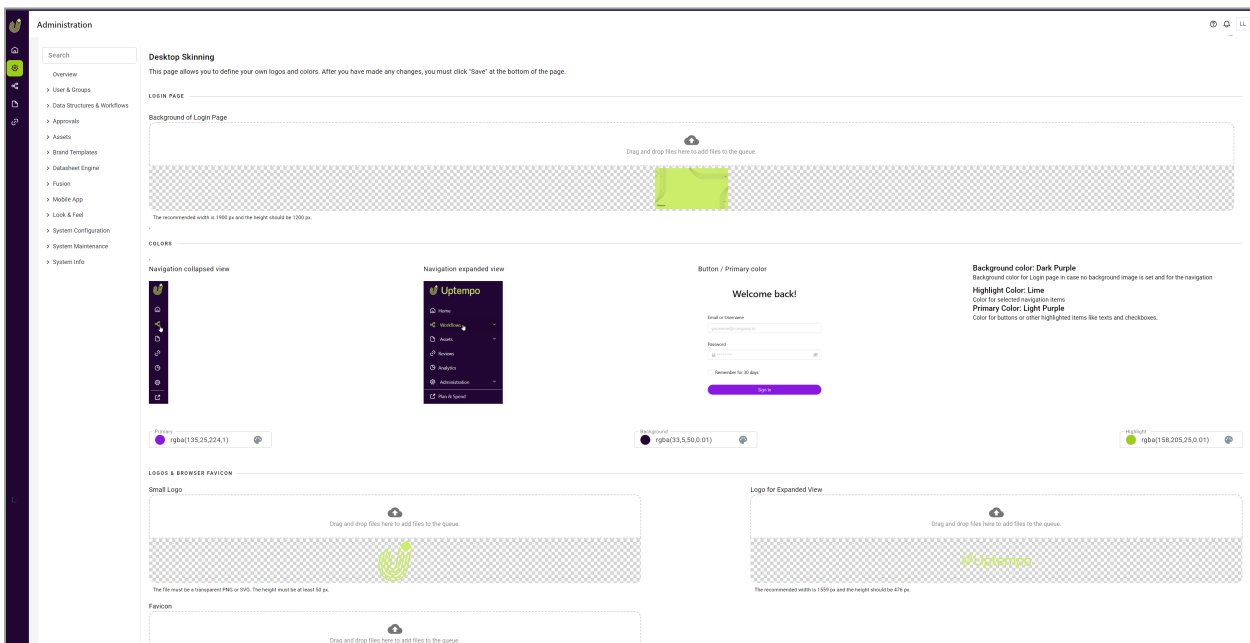 Administration
LL
Search
Overview
User & Groups
Data Structures & Workflows
Approvals
Assets
Brand Templates
Datasheet Engine
Fusion
Mobile App
Look & Feel
System Configuration
System Maintenance
System Info
Desktop Skinning
This page allows you to define your own logos and colors. After you have made any changes, you must click "Save" at the bottom of the page.
LOGIN PAGE
Background of Login Page
Drag and drop files here to add files to the queue.
The recommended width is 1900 px and the height should be 1200 px.
COLORS
Navigation collapsed view
Navigation expanded view
Uptempo
Home
Workflows
Assets
Reviews
Analytics
Administration
Plan & Spend
Button / Primary color
Welcome back!
Email or Username
Password
Remember for 30 days
Sign in
Background color: Dark Purple
Background color for Login page in case no background image is set and for the navigation
Highlight Color: Lime
Color for selected navigation items
Primary Color: Light Purple
Color for buttons or other highlighted items like texts and checkboxes.
Primary
rgba(135,25,224,1)
Background
rgba(33,5,50,0.01)
Highlight
rgba(158,205,25,0.01)
LOGOS & BROWSER FAVICON
Small Logo
Drag and drop files here to add files to the queue.
The file must be a transparent PNG or SVG. The height must be at least 50 px.
Logo for Expanded View
Drag and drop files here to add files to the queue.
Uptempo
The recommended width is 1559 px and the height should be 476 px.
Favicon
Drag and drop files here to add files to the queue.